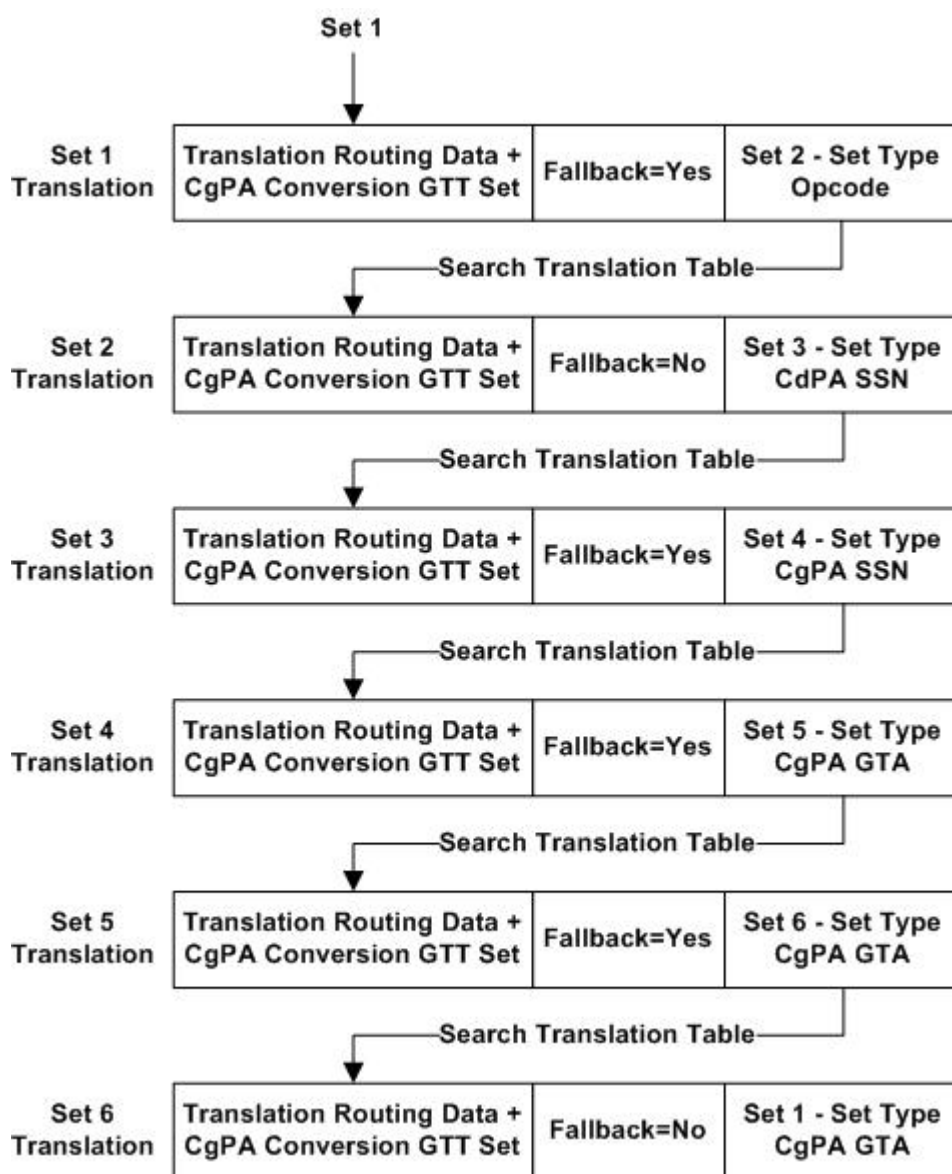 Set 1
Set 1
Translation
Translation Routing Data +
CgPA Conversion GTT Set
Fallback=Yes
Set 2 - Set Type
Opcode
Search Translation Table
Set 2
Translation
Translation Routing Data +
CgPA Conversion GTT Set
Fallback=No
Set 3 - Set Type
CdPA SSN
Search Translation Table
Set 3
Translation
Translation Routing Data +
CgPA Conversion GTT Set
Fallback=Yes
Set 4 - Set Type
CgPA SSN
Search Translation Table
Set 4
Translation
Translation Routing Data +
CgPA Conversion GTT Set
Fallback=Yes
Set 5 - Set Type
CgPA GTA
Search Translation Table
Set 5
Translation
Translation Routing Data +
CgPA Conversion GTT Set
Fallback=Yes
Set 6 - Set Type
CgPA GTA
Search Translation Table
Set 6
Translation
Translation Routing Data +
CgPA Conversion GTT Set
Fallback=No
Set 1 - Set Type
CgPA GTA